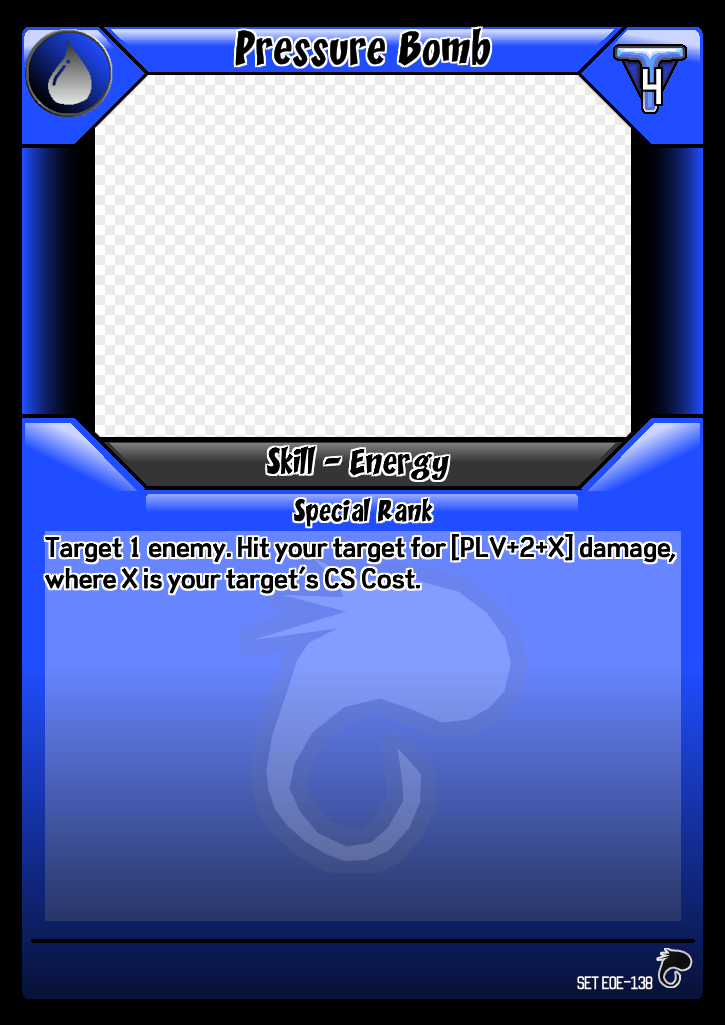 Pressure Bomb
4
Skill - Energy
Special Rank
Target 1 enemy. Hit your target for [PLV+2+X] damage,
where X is your target's CS Cost.
SET EOE-138